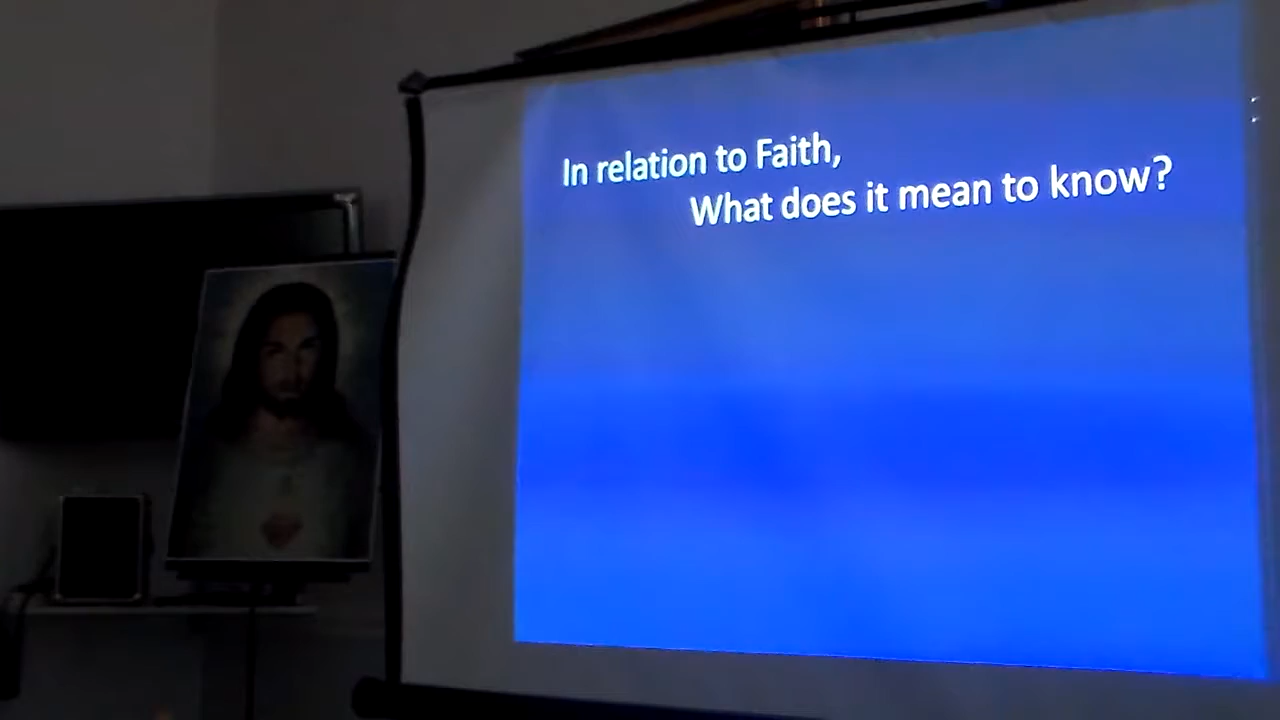 In relation to Faith,
What does it mean to know?